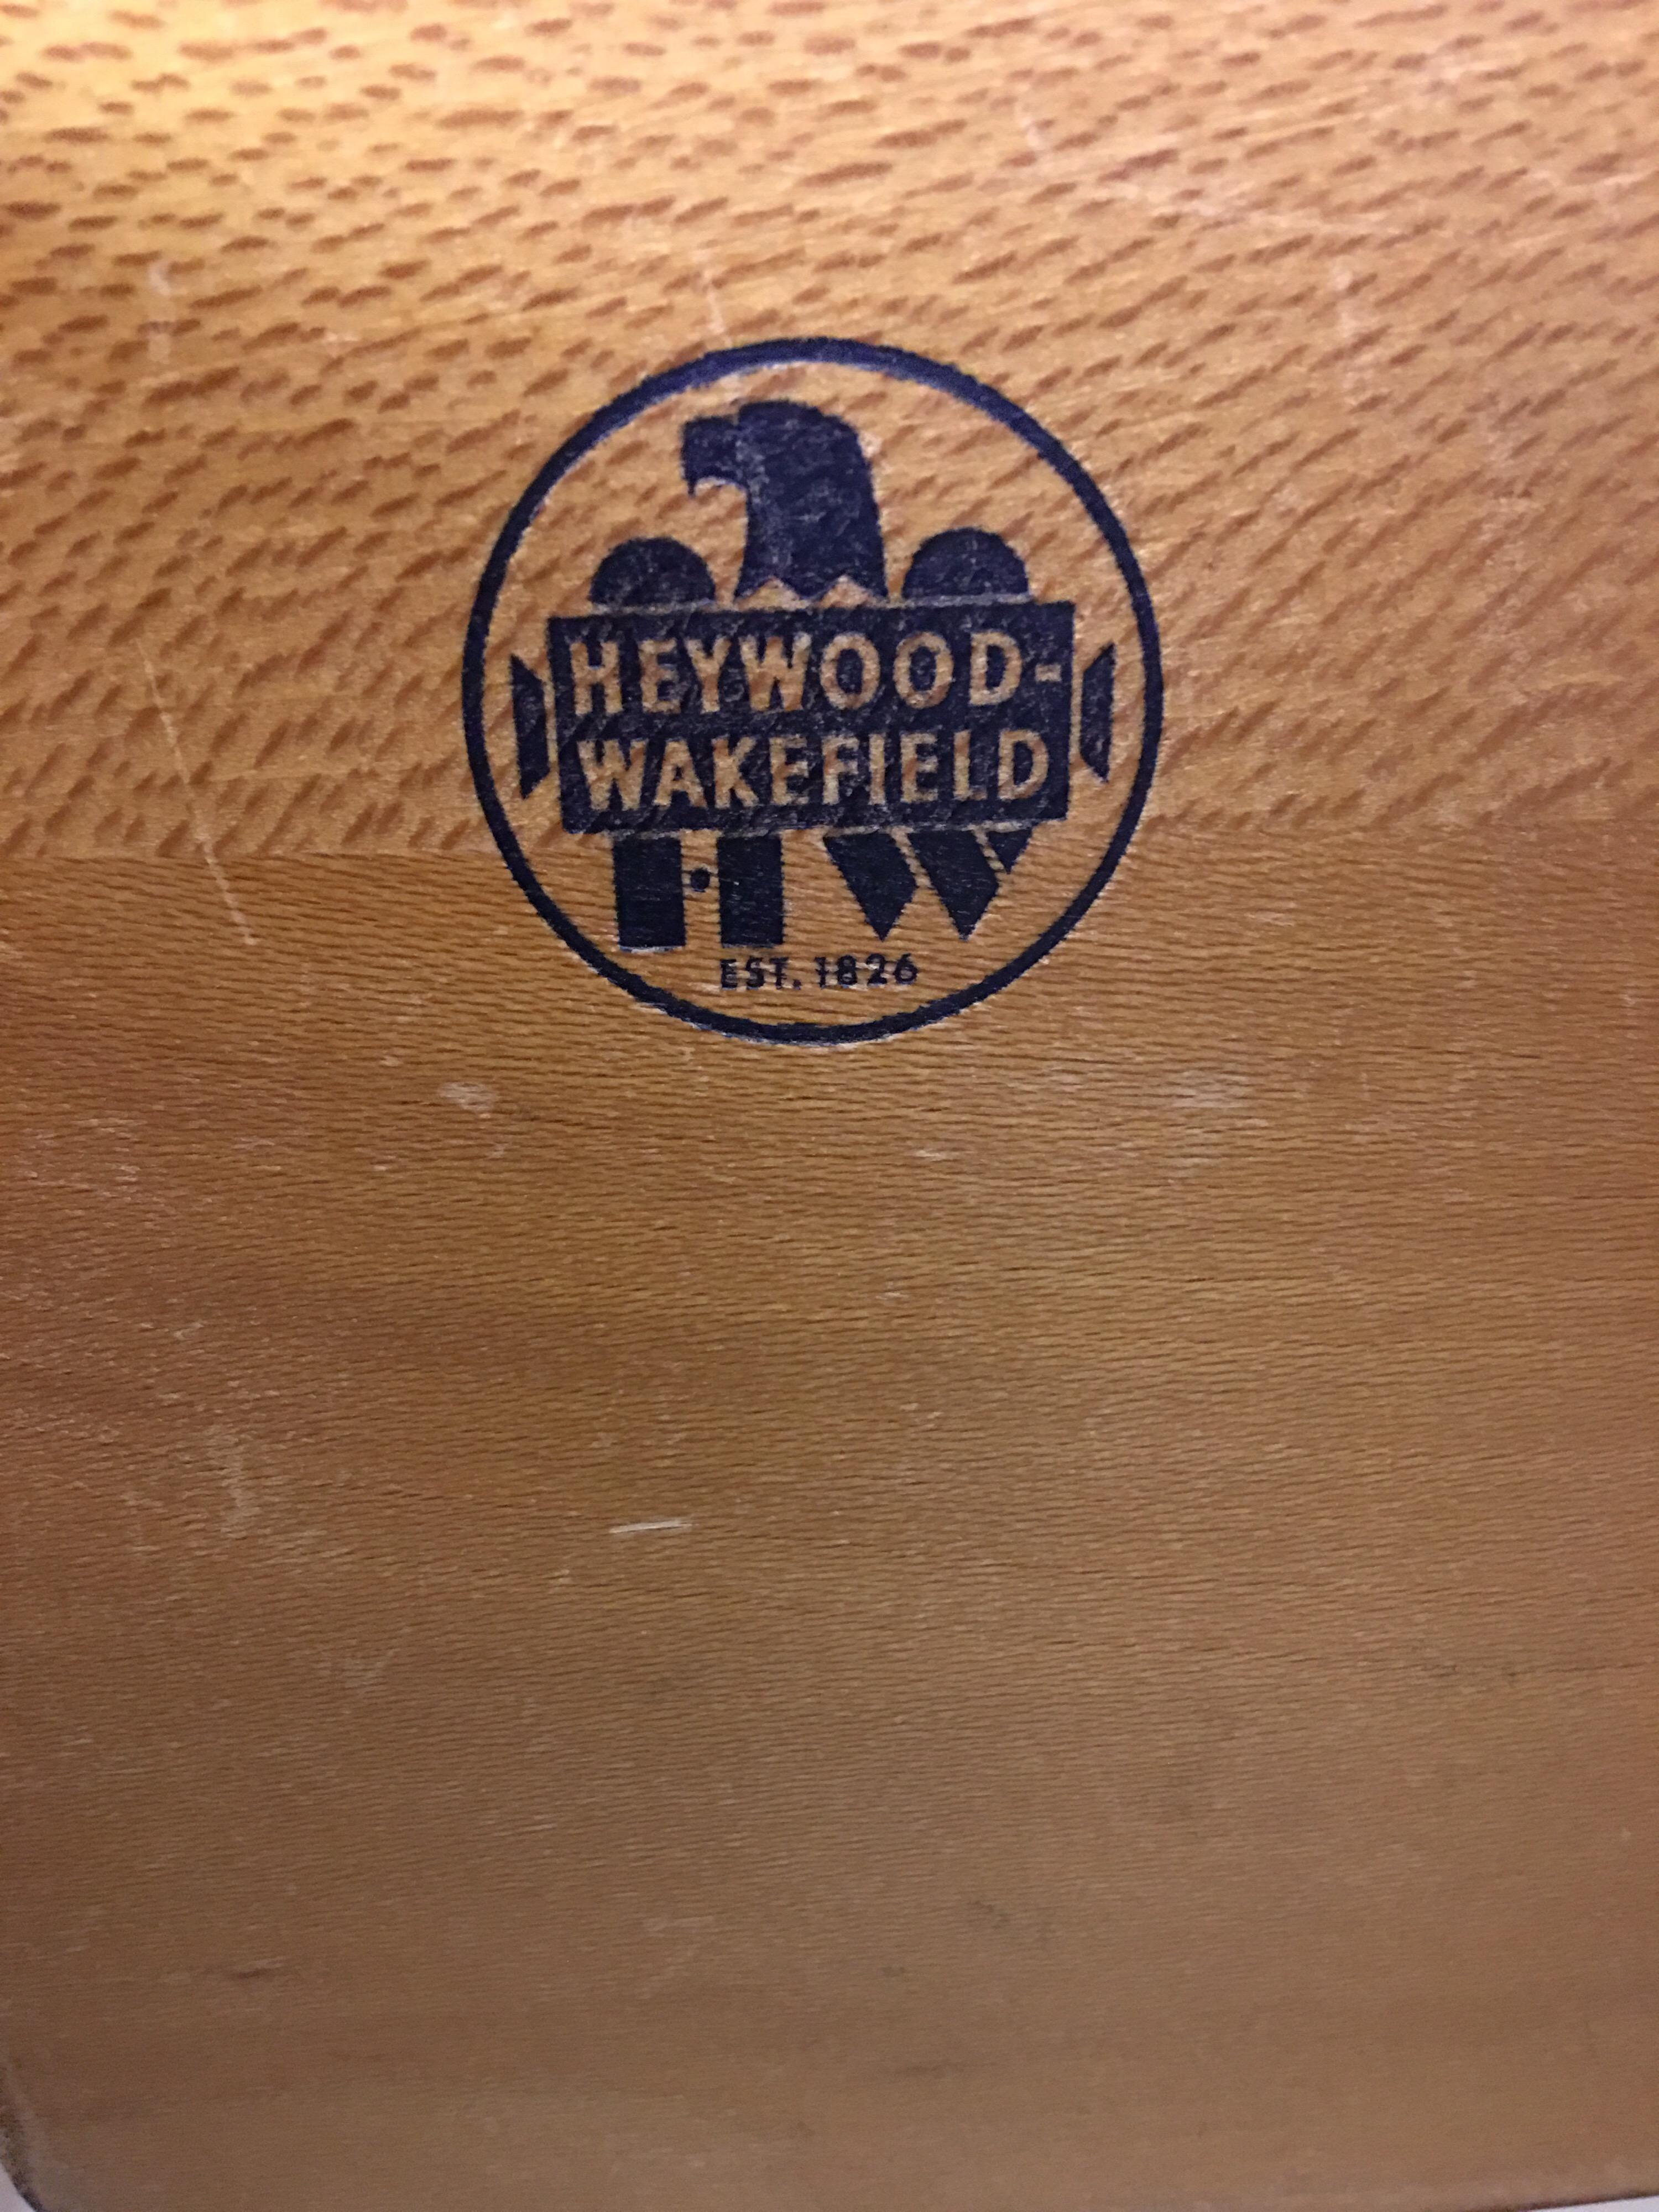 HEYWOOD-
WAKEFIELD
HW
EST. 1826